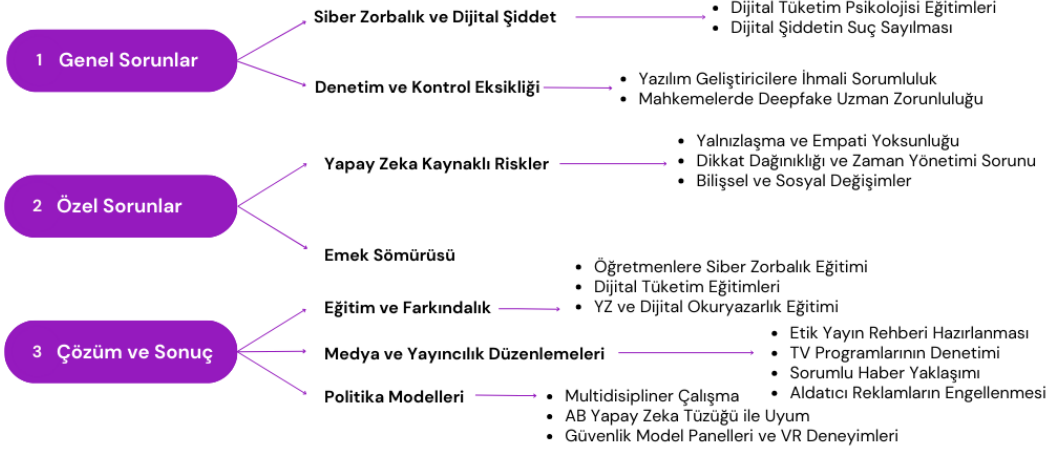 1 Genel Sorunlar
Siber Zorbalık ve Dijital Şiddet
Dijital Tüketim Psikolojisi Eğitimleri
Dijital Şiddetin Suç Sayılması
Denetim ve Kontrol Eksikliği
Yazılım Geliştiricilere İhmali Sorumluluk
Mahkemelerde Deepfake Uzman Zorunluluğu
2 Özel Sorunlar
Yapay Zeka Kaynaklı Riskler
Yalnızlaşma ve Empati Yoksunluğu
Dikkat Dağınıklığı ve Zaman Yönetimi Sorunu
Bilişsel ve Sosyal Değişimler
Emek Sömürüsü
3 Çözüm ve Sonuç
Eğitim ve Farkındalık
Öğretmenlere Siber Zorbalık Eğitimi
Dijital Tüketim Eğitimleri
YZ ve Dijital Okuryazarlık Eğitimi
Medya ve Yayıncılık Düzenlemeleri
Etik Yayın Rehberi Hazırlanması
TV Programlarının Denetimi
Sorumlu Haber Yaklaşımı
Aldatıcı Reklamların Engellenmesi
Politika Modelleri
Multidisipliner Çalışma
AB Yapay Zeka Tüzüğü ile Uyum
Güvenlik Model Panelleri ve VR Deneyimleri